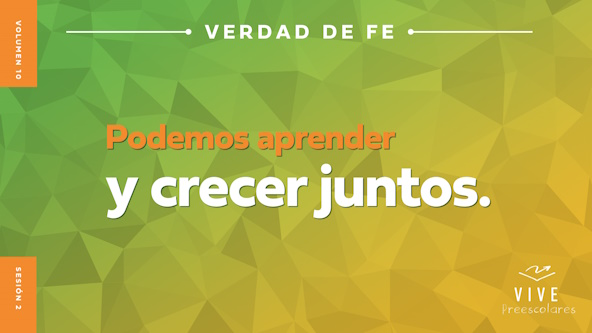 VERDAD DE FE
VOLUMEN 10
Podemos aprender
y crecer juntos.
SESIÓN 2
VIVE
Preescolares